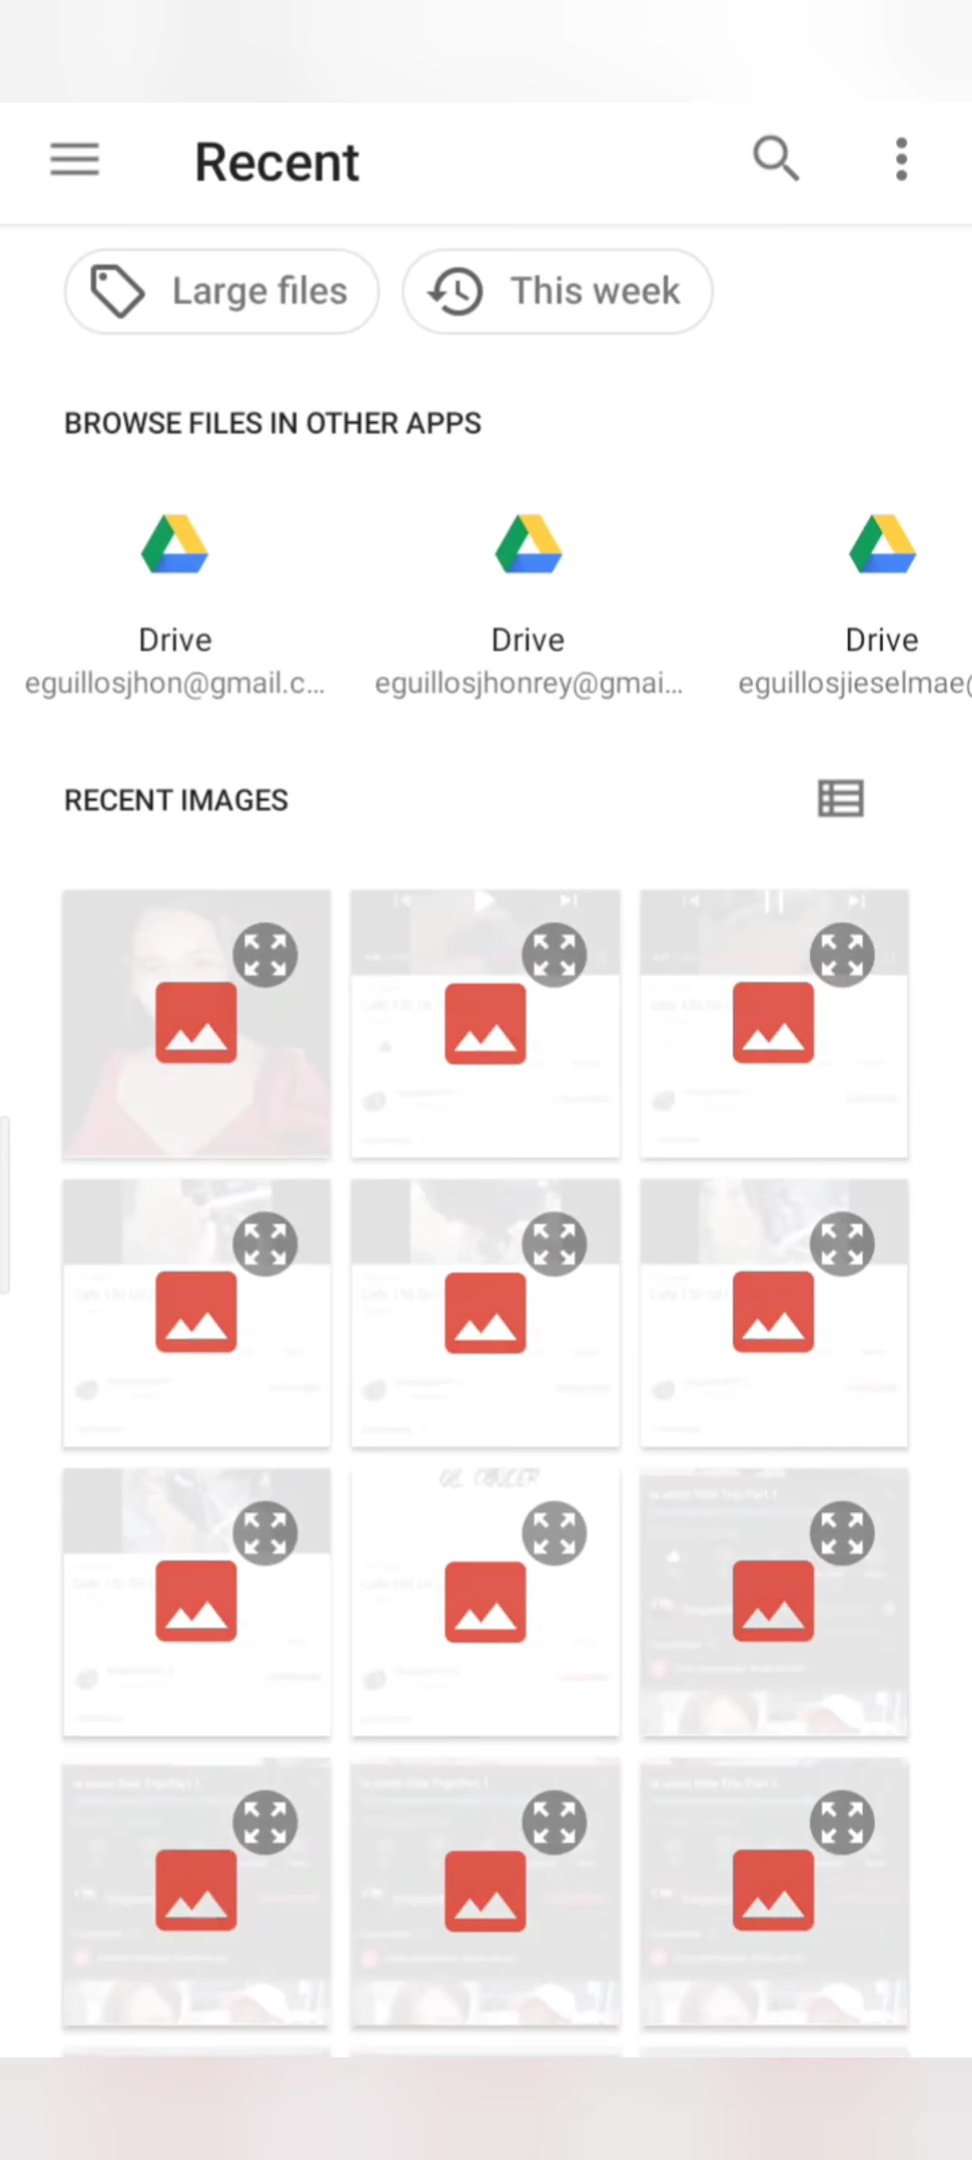 Recent
Large files
This week
BROWSE FILES IN OTHER APPS
Drive
Drive
Drive
eguillosjhon@gmail.c...
eguillosjhonrey@gmai...
eguillosjieselmae@
RECENT IMAGES